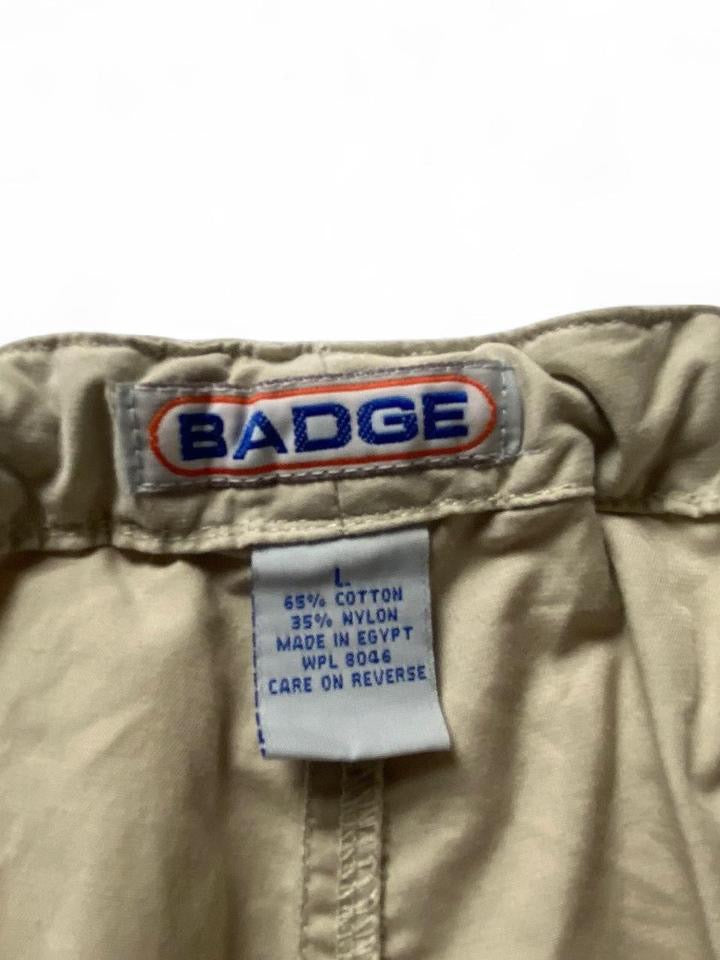 BADGE
L
65% COTTON
35% NYLON
MADE IN EGYPT
WPL 8046
CARE ON REVERSE